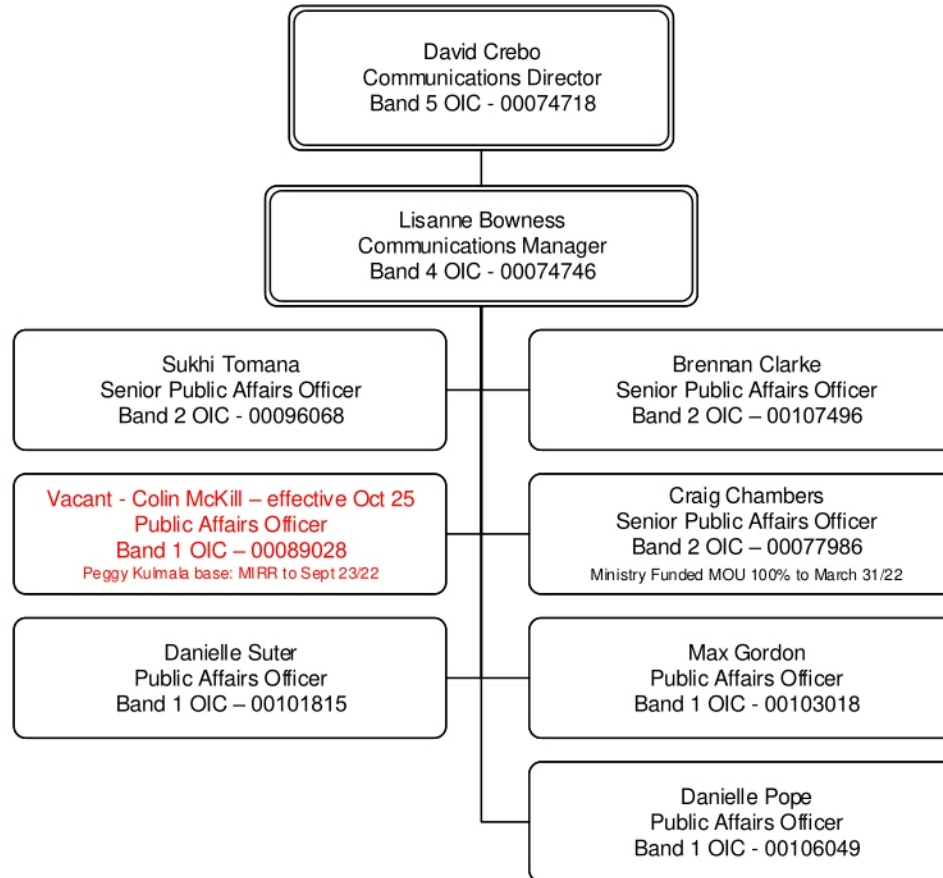 David Crebo
Communications Director
Band 5 OIC - 00074718
Lisanne Bowness
Communications Manager
Band 4 OIC - 00074746
Sukhi Tomana
Senior Public Affairs Officer
Band 2 OIC - 00096068
Brennan Clarke
Senior Public Affairs Officer
Band 2 OIC – 00107496
Vacant - Colin McKill – effective Oct 25
Public Affairs Officer
Band 1 OIC – 00089028
Peggy Kulmala base: MIRR to Sept 23/22
Craig Chambers
Senior Public Affairs Officer
Band 2 OIC – 00077986
Ministry Funded MOU 100% to March 31/22
Danielle Suter
Public Affairs Officer
Band 1 OIC – 00101815
Max Gordon
Public Affairs Officer
Band 1 OIC - 00103018
Danielle Pope
Public Affairs Officer
Band 1 OIC - 00106049